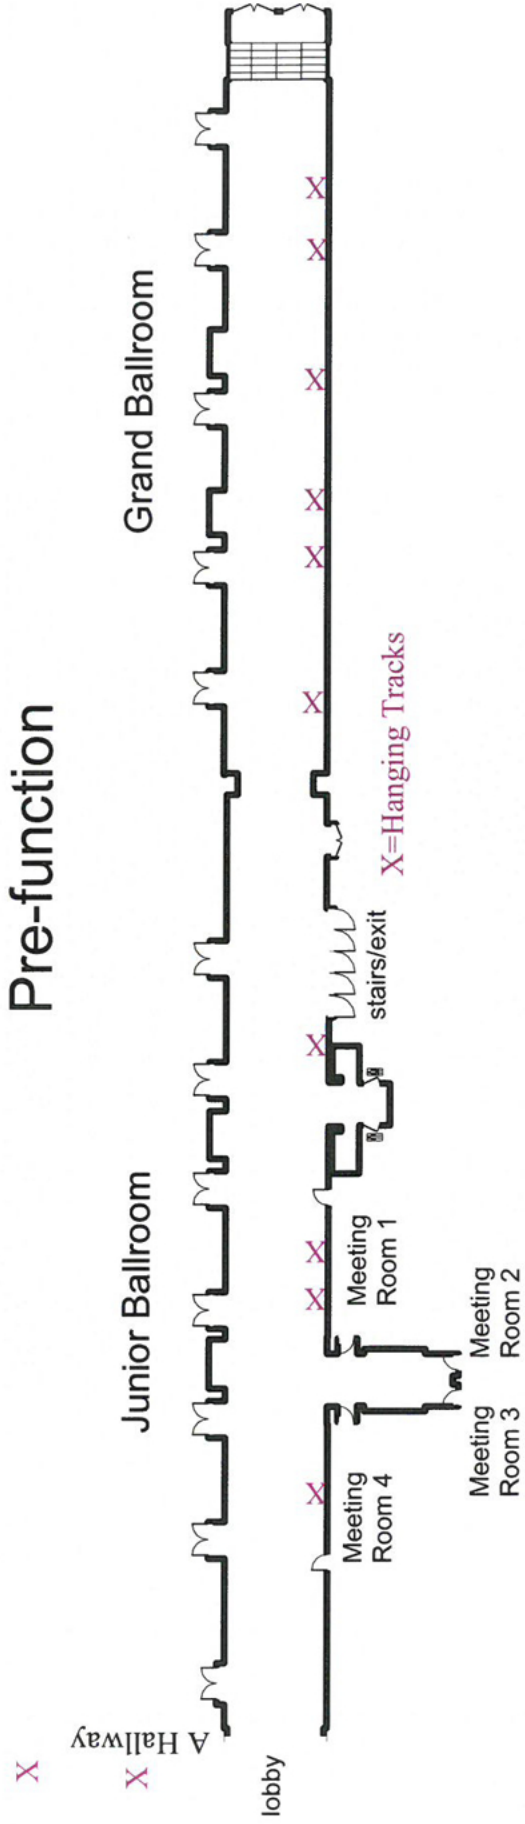 Pre-function
Junior Ballroom
Grand Ballroom
X
X
A Hallway
lobby
X
X
X
X
X
X
X
X
X
X
Meeting
Room 4
Meeting
Room 1
Meeting
Room 3
Meeting
Room 2
stairs/exit
X=Hanging Tracks